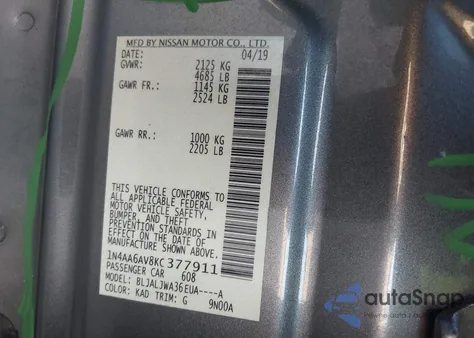 MFD BY NISSAN MOTOR CO., LTD.
DATE: 04/19
GVWR: 2125 KG
4685 LB
GAWR FR.: 1145 KG
2524 LB
GAWR RR.: 1000 KG
2205 LB
THIS VEHICLE CONFORMS TO
ALL APPLICABLE FEDERAL
MOTOR VEHICLE SAFETY,
BUMPER, AND THEFT
PREVENTION STANDARDS IN
EFFECT ON THE DATE OF
MANUFACTURE SHOWN ABOVE.
1N4AA6AV8KC377911
PASSENGER CAR 608
MODEL: BLJALJWA36EUA----A
COLOR: KAD TRIM: G 9N00A
autoSnap